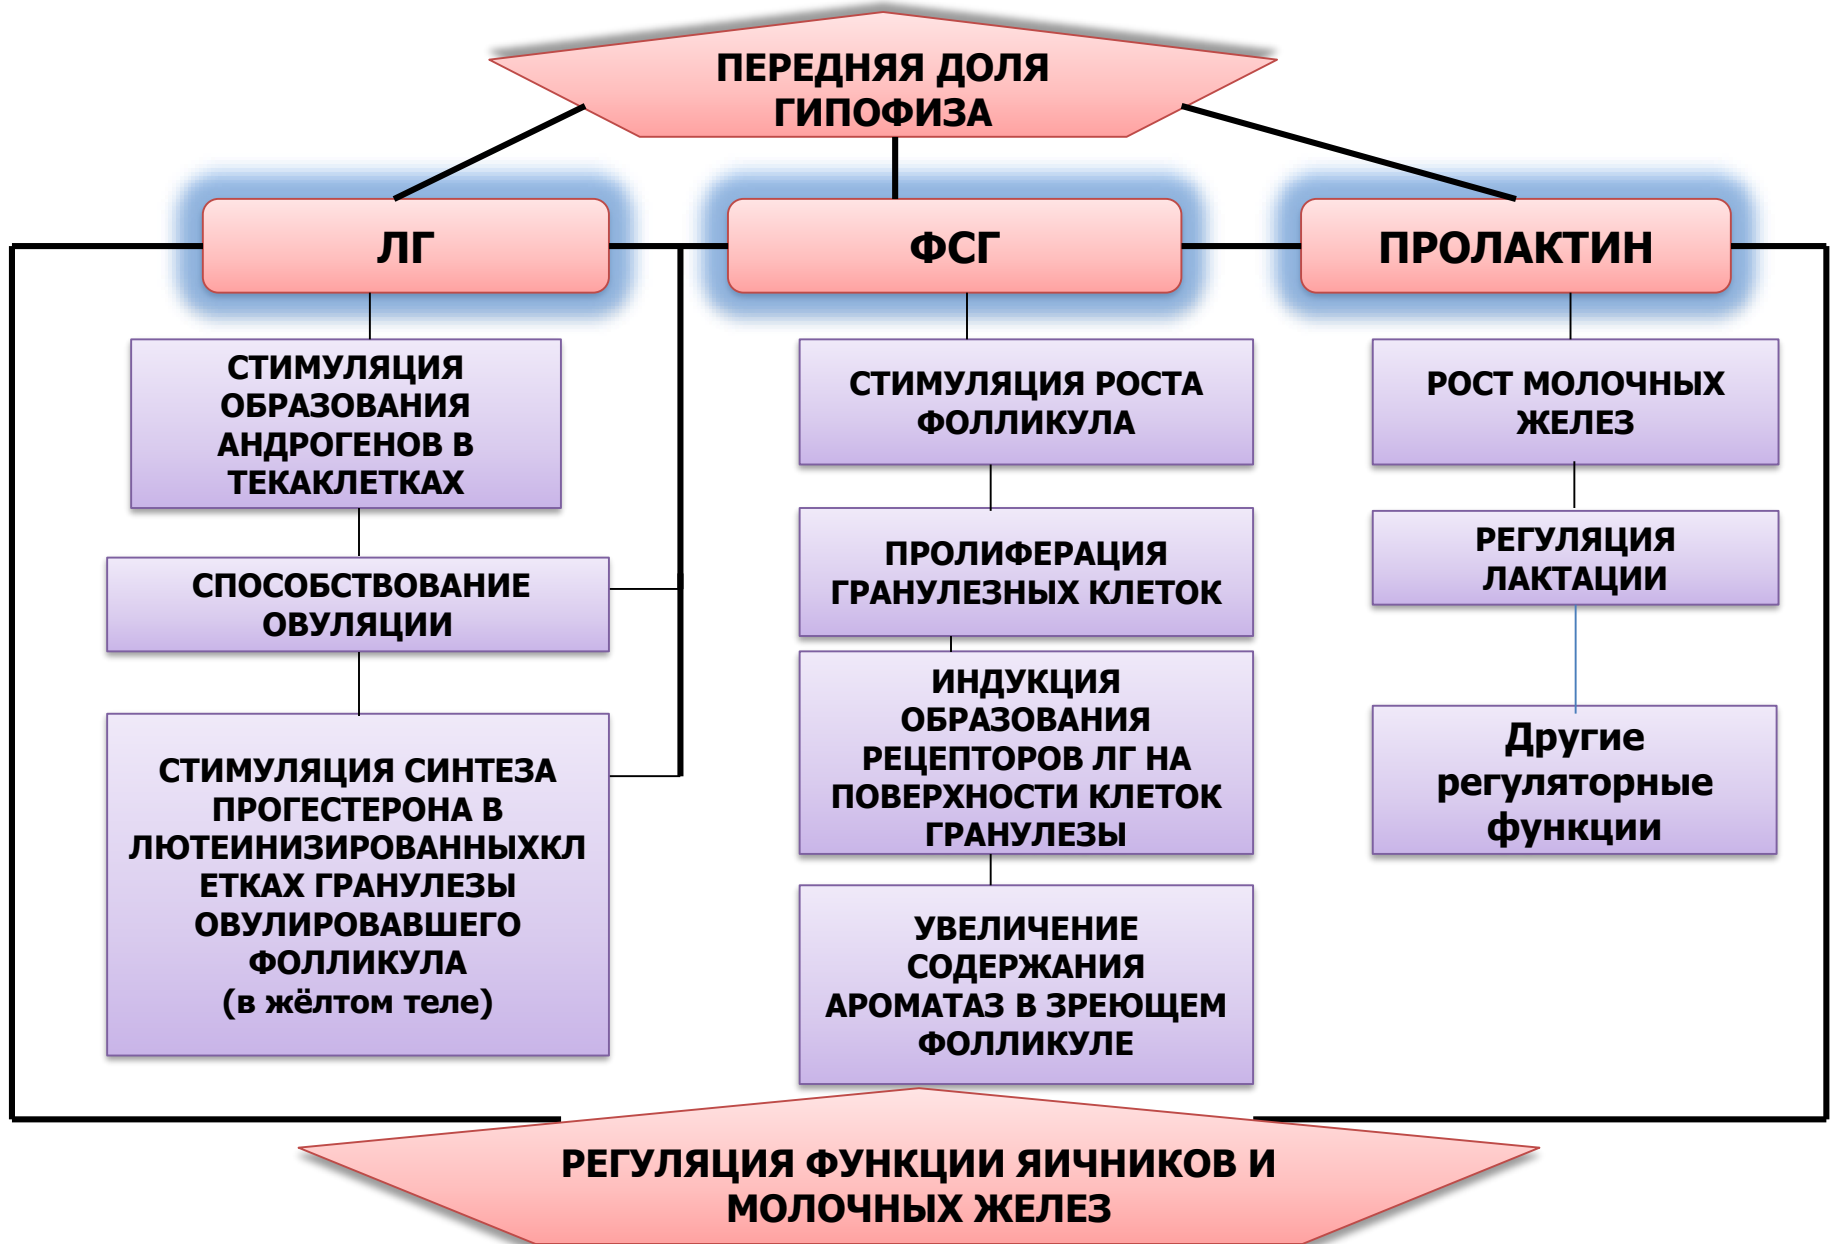 ПЕРЕДНЯЯ ДОЛЯ
ГИПОФИЗА
ЛГ
ФСГ
ПРОЛАКТИН
СТИМУЛЯЦИЯ
ОБРАЗОВАНИЯ
АНДРОГЕНОВ В
ТЕКАКЛЕТКАХ
СПОСОБСТВОВАНИЕ
ОВУЛЯЦИИ
СТИМУЛЯЦИЯ СИНТЕЗА
ПРОГЕСТЕРОНА В
ЛЮТЕИНИЗИРОВАННЫХКЛ
ЕТКАХ ГРАНУЛЕЗЫ
ОВУЛИРОВАВШЕГО
ФОЛЛИКУЛА
(в жёлтом теле)
СТИМУЛЯЦИЯ РОСТА
ФОЛЛИКУЛА
ПРОЛИФЕРАЦИЯ
ГРАНУЛЕЗНЫХ КЛЕТОК
ИНДУКЦИЯ
ОБРАЗОВАНИЯ
РЕЦЕПТОРОВ ЛГ НА
ПОВЕРХНОСТИ КЛЕТОК
ГРАНУЛЕЗЫ
УВЕЛИЧЕНИЕ
СОДЕРЖАНИЯ
АРОМАТАЗ В ЗРЕЮЩЕМ
ФОЛЛИКУЛЕ
РОСТ МОЛОЧНЫХ
ЖЕЛЕЗ
РЕГУЛЯЦИЯ
ЛАКТАЦИИ
Другие
регуляторные
функции
РЕГУЛЯЦИЯ ФУНКЦИИ ЯИЧНИКОВ И
МОЛОЧНЫХ ЖЕЛЕЗ